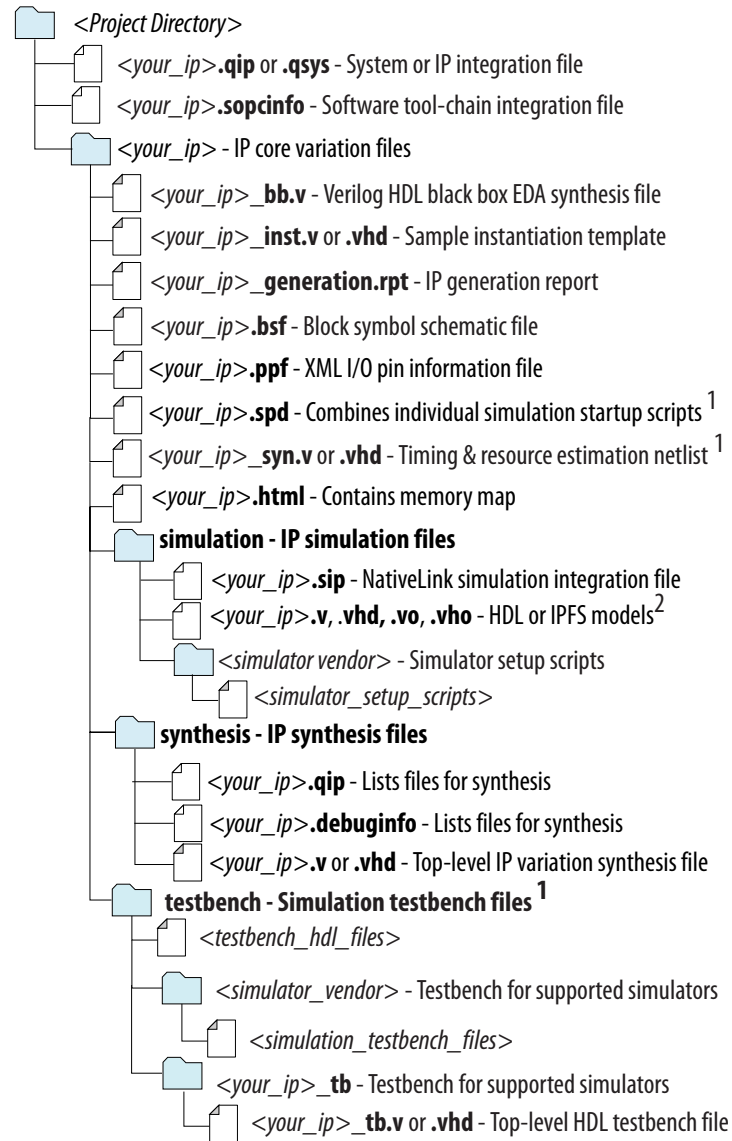 <Project Directory>
<your_ip>.qip or .qsys - System or IP integration file
<your_ip>.sopcinfo - Software tool-chain integration file
<your_ip> - IP core variation files
<your_ip>_bb.v - Verilog HDL black box EDA synthesis file
<your_ip>_inst.v or .vhd - Sample instantiation template
<your_ip>_generation.rpt - IP generation report
<your_ip>.bsf - Block symbol schematic file
<your_ip>.ppf - XML I/O pin information file
<your_ip>.spd - Combines individual simulation startup scripts 1
<your_ip>_syn.v or .vhd - Timing & resource estimation netlist 1
<your_ip>.html - Contains memory map
simulation - IP simulation files
<your_ip>.sip - NativeLink simulation integration file
<your_ip>.v, .vhd, .vo, .vho - HDL or IPFS models2
<simulator vendor> - Simulator setup scripts
<simulator_setup_scripts>
synthesis - IP synthesis files
<your_ip>.qip - Lists files for synthesis
<your_ip>.debuginfo - Lists files for synthesis
<your_ip>.v or .vhd - Top-level IP variation synthesis file
testbench - Simulation testbench files 1
<testbench_hdl_files>
<simulator_vendor> - Testbench for supported simulators
<simulation_testbench_files>
<your_ip>_tb - Testbench for supported simulators
<your_ip>_tb.v or .vhd - Top-level HDL testbench file